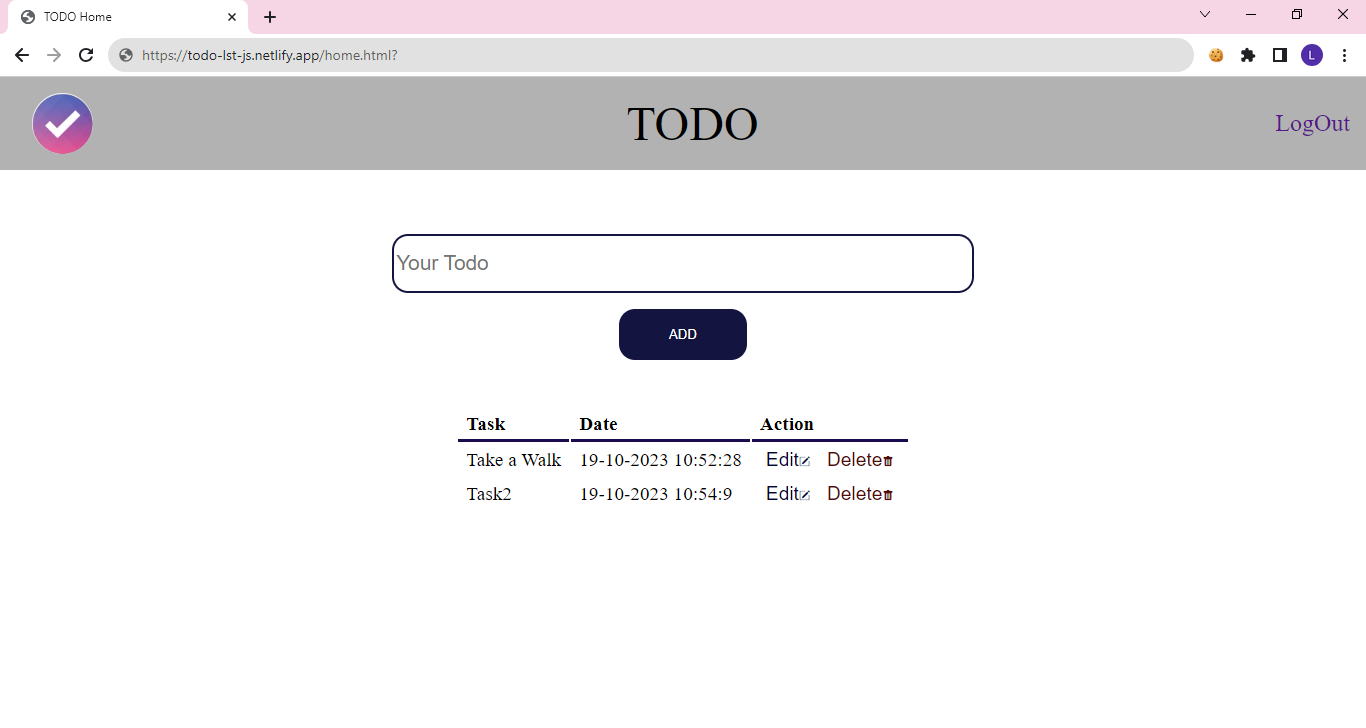 TODO Home
https://todo-lst-js.netlify.app/home.html?
L
TODO
LogOut
Your Todo
ADD
Task Date Action
Take a Walk 19-10-2023 10:52:28 Edit Delete
Task2 19-10-2023 10:54:9 Edit Delete